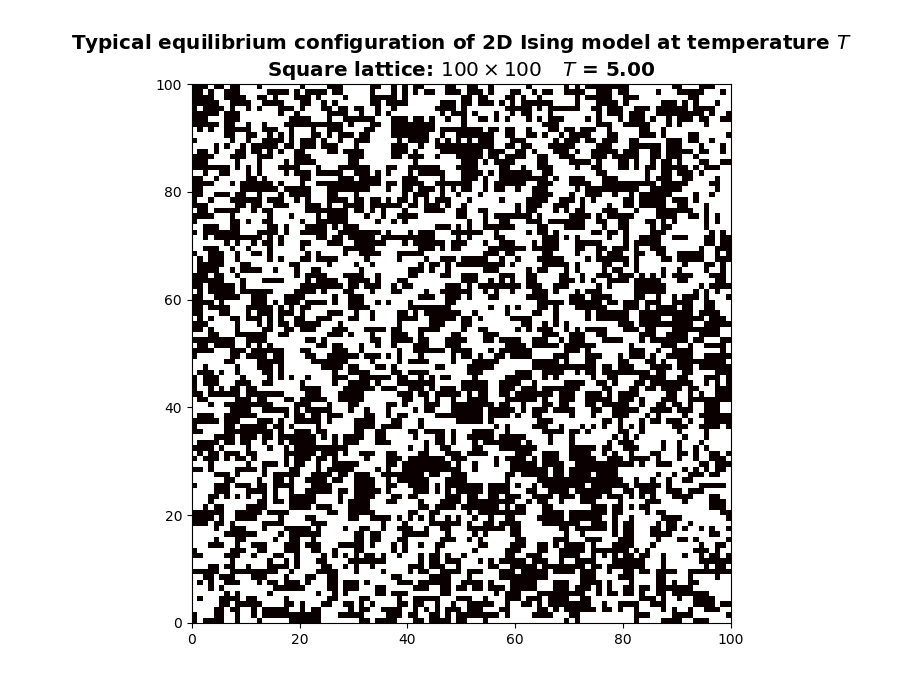 Typical equilibrium configuration of 2D Ising model at temperature T
Square lattice: 100 × 100 T = 5.00
100
80
60
40
20
0
0 20 40 60 80 100